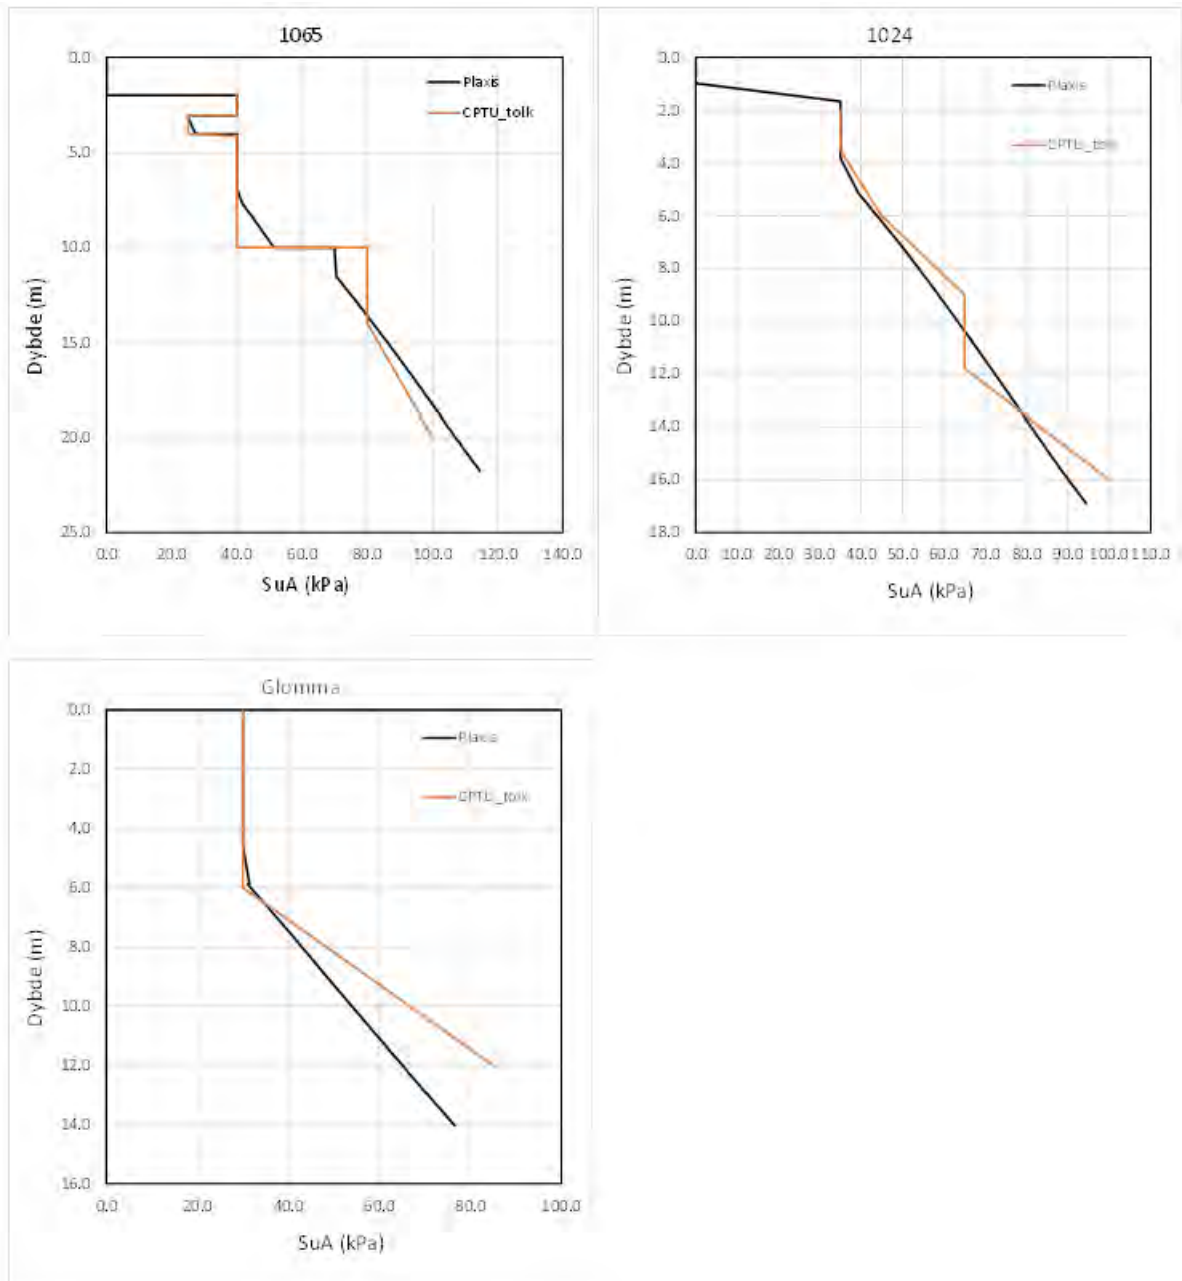 1065
0.0
5.0
10.0
15.0
20.0
25.0
Dybde (m)
Plaxis
CPTU_tolk
0.0 20.0 40.0 60.0 80.0 100.0 120.0 140.0
SuA (kPa)
1024
0.0
2.0
4.0
6.0
8.0
10.0
12.0
14.0
16.0
18.0
Dybde (m)
Plaxis
CPTU_tolk
0.0 10.0 20.0 30.0 40.0 50.0 60.0 70.0 80.0 90.0 100.0 110.0
SuA (kPa)
Glomma
0.0
2.0
4.0
6.0
8.0
10.0
12.0
14.0
16.0
Dybde (m)
Plaxis
CPTU_tolk
0.0 20.0 40.0 60.0 80.0 100.0
SuA (kPa)